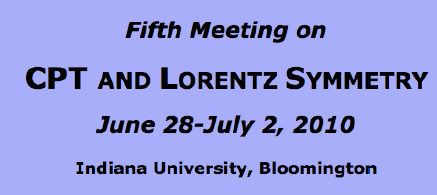 Fifth Meeting on
CPT AND LORENTZ SYMMETRY
June 28-July 2, 2010
Indiana University, Bloomington